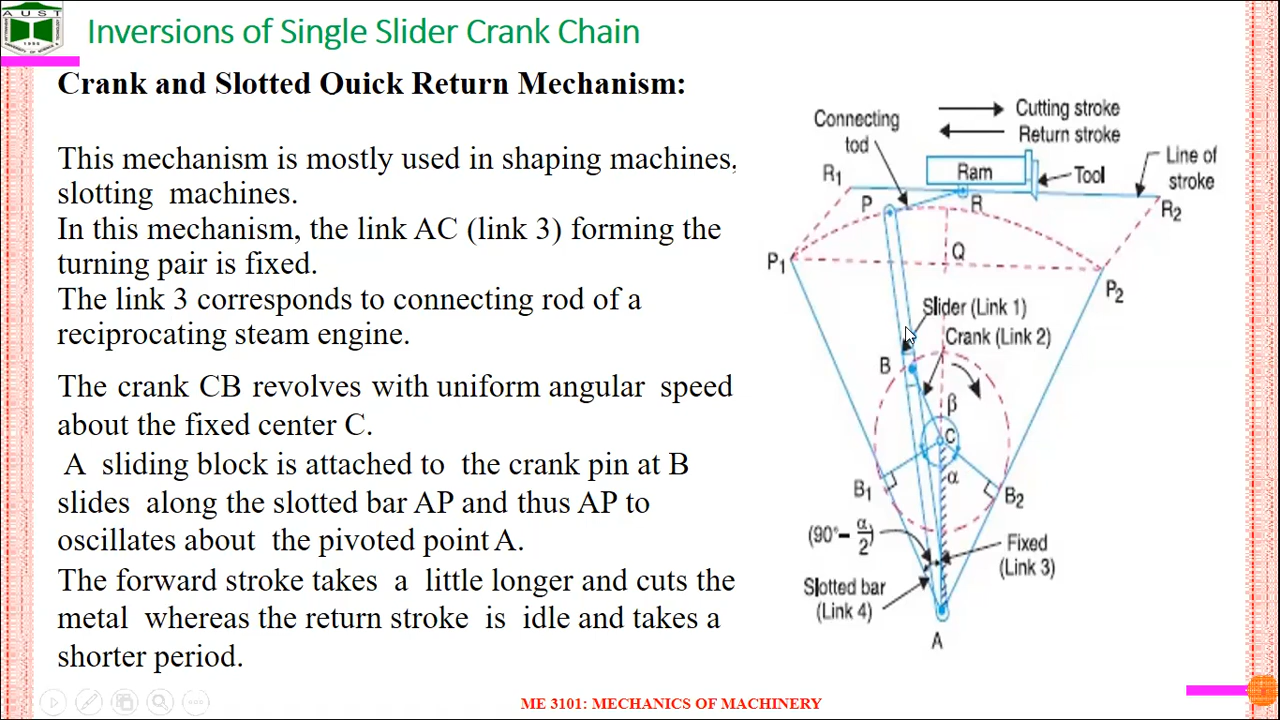 AUST
1995
Inversions of Single Slider Crank Chain
Crank and Slotted Ouick Return Mechanism:
This mechanism is mostly used in shaping machines,
slotting machines.
In this mechanism, the link AC (link 3) forming the
turning pair is fixed.
The link 3 corresponds to connecting rod of a
reciprocating steam engine.
The crank CB revolves with uniform angular speed
about the fixed center C.
A sliding block is attached to the crank pin at B
slides along the slotted bar AP and thus AP to
oscillates about the pivoted point A.
The forward stroke takes a little longer and cuts the
metal whereas the return stroke is idle and takes a
shorter period.
Cutting stroke
Return stroke
Connecting
tod
Ram
Tool
Line of
stroke
R1
P
R
R2
P1
Q
P2
Slider (Link 1)
Crank (Link 2)
B
β
C
α
B1
B2
(90°– α/2)
Fixed
(Link 3)
Slotted bar
(Link 4)
A
ME 3101: MECHANICS OF MACHINERY